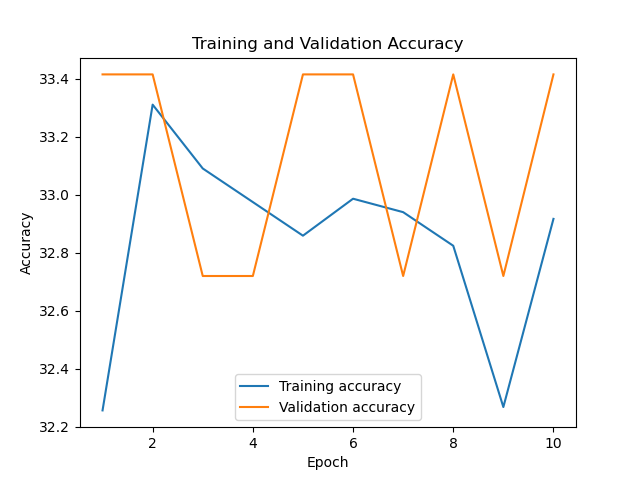 Training and Validation Accuracy
33.4
33.2
33.0
32.8
32.6
32.4
32.2
Accuracy
Training accuracy
Validation accuracy
2 4 6 8 10
Epoch